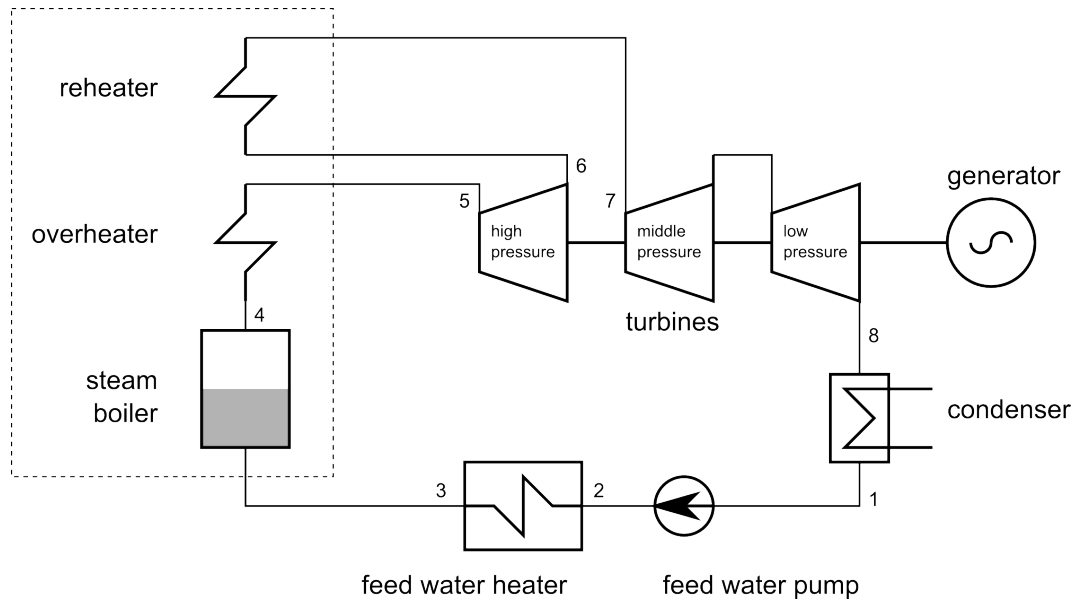 reheater
6
generator
5
7
overheater
high
pressure
middle
pressure
low
pressure
4
turbines
8
steam
boiler
condenser
3
2
1
feed water heater
feed water pump